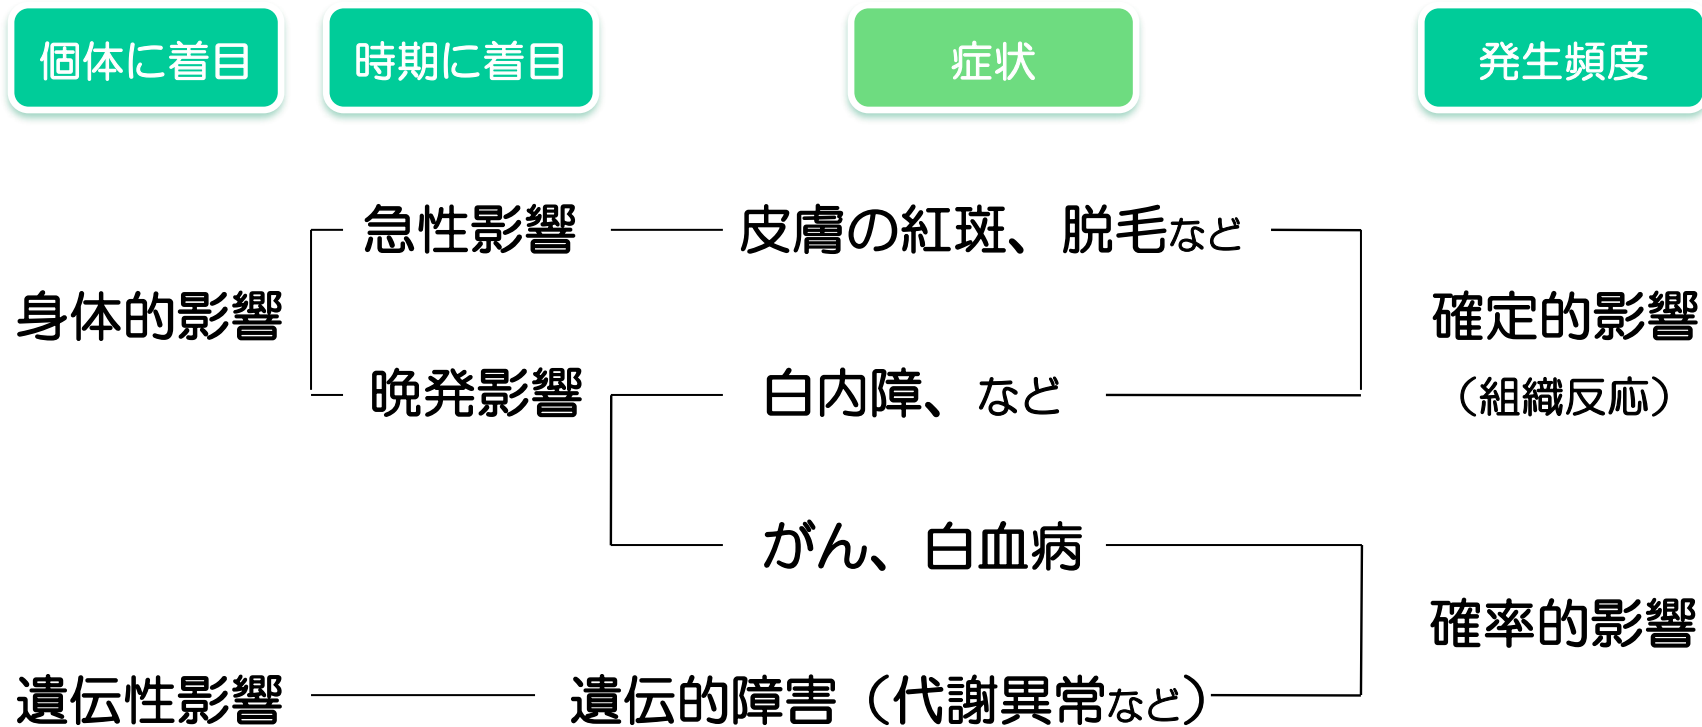 個体に着目
時期に着目
症状
発生頻度
急性影響
皮膚の紅斑、脱毛など
身体的影響
確定的影響
（組織反応）
晩発影響
白内障、など
がん、白血病
確率的影響
遺伝性影響
遺伝的障害（代謝異常など）